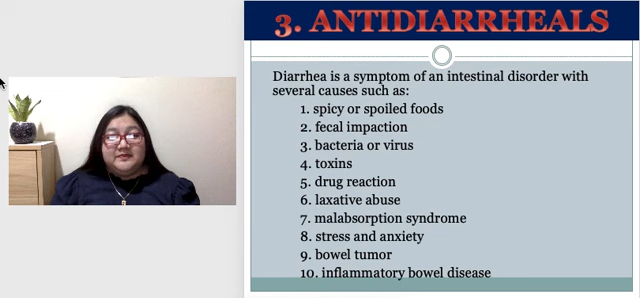 3. ANTIDIARRHEALS
Diarrhea is a symptom of an intestinal disorder with
several causes such as:
1. spicy or spoiled foods
2. fecal impaction
3. bacteria or virus
4. toxins
5. drug reaction
6. laxative abuse
7. malabsorption syndrome
8. stress and anxiety
9. bowel tumor
10. inflammatory bowel disease